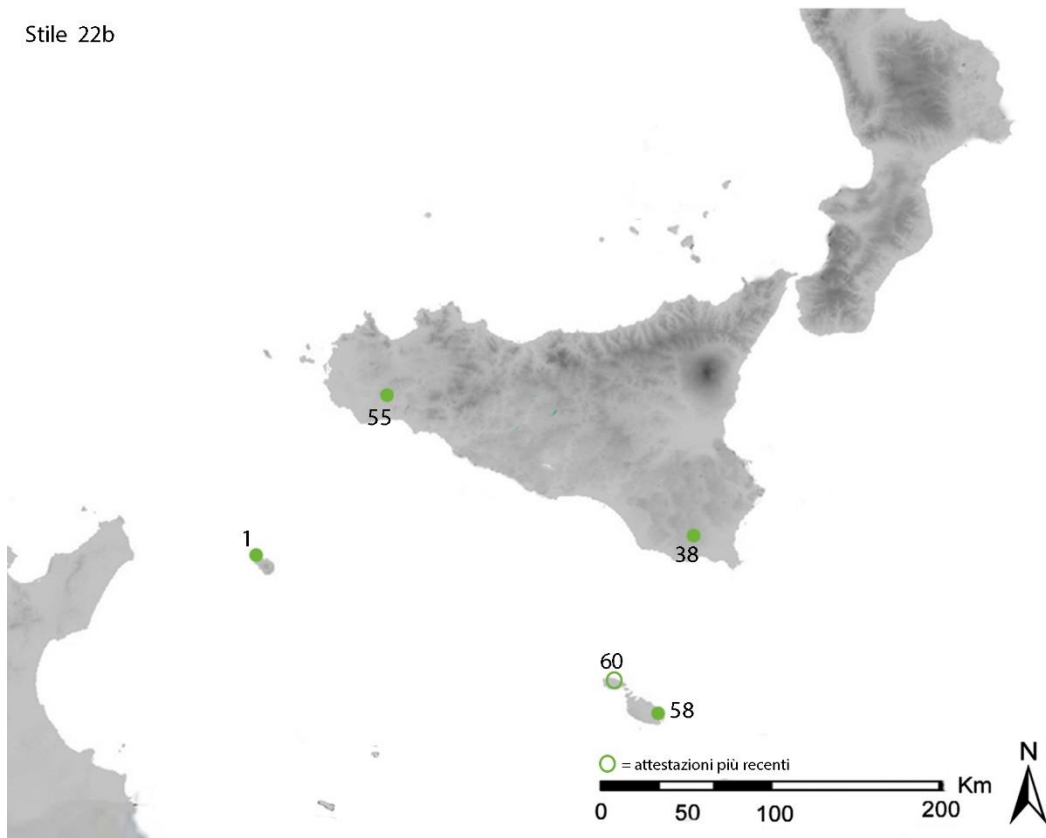 Stile 22b
55
1
38
60
58
= attestazioni più recenti
N
Km
0 50 100 200